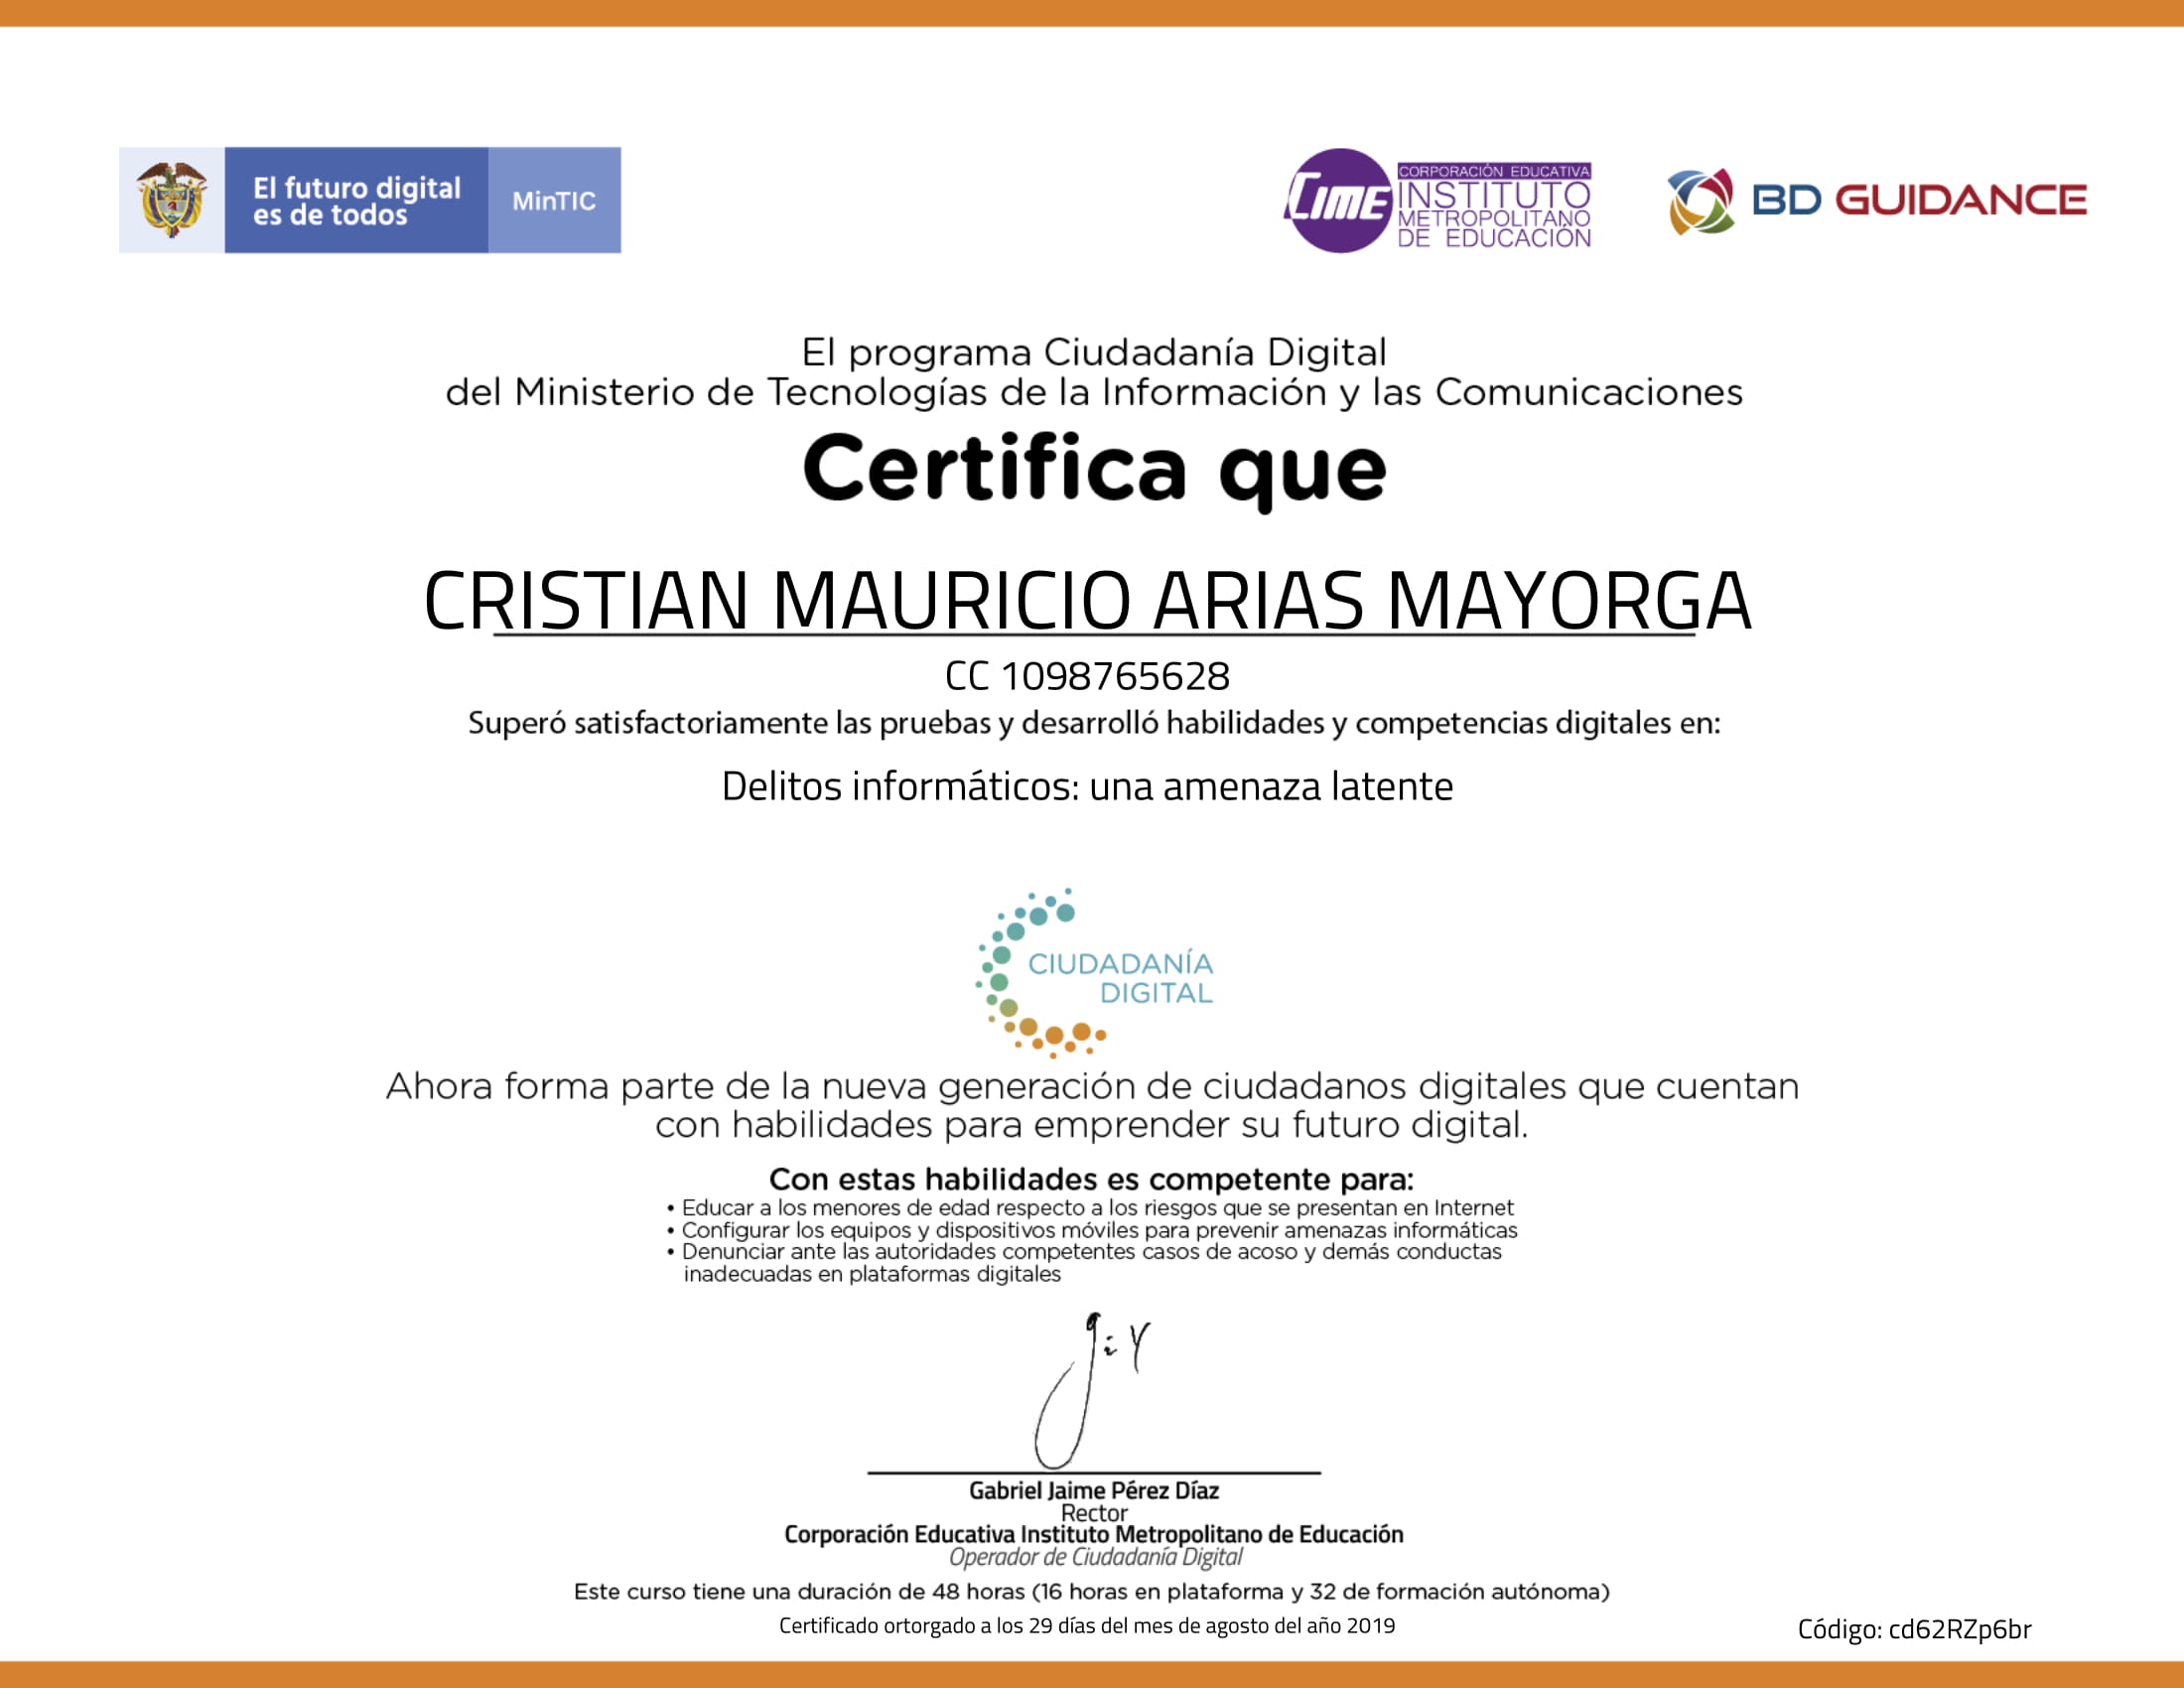 El futuro digital
es de todos
MinTIC
CIME
CORPORACIÓN EDUCATIVA
INSTITUTO
METROPOLITANO
DE EDUCACIÓN
BD GUIDANCE
El programa Ciudadanía Digital
del Ministerio de Tecnologías de la Información y las Comunicaciones
Certifica que
CRISTIAN MAURICIO ARIAS MAYORGA
CC 1098765628
Superó satisfactoriamente las pruebas y desarrolló habilidades y competencias digitales en:
Delitos informáticos: una amenaza latente
CIUDADANÍA
DIGITAL
Ahora forma parte de la nueva generación de ciudadanos digitales que cuentan
con habilidades para emprender su futuro digital.
Con estas habilidades es competente para:
• Educar a los menores de edad respecto a los riesgos que se presentan en Internet
• Configurar los equipos y dispositivos móviles para prevenir amenazas informáticas
• Denunciar ante las autoridades competentes casos de acoso y demás conductas
inadecuadas en plataformas digitales
Gabriel Jaime Pérez Díaz
Rector
Corporación Educativa Instituto Metropolitano de Educación
Operador de Ciudadanía Digital
Este curso tiene una duración de 48 horas (16 horas en plataforma y 32 de formación autónoma)
Certificado ortorgado a los 29 días del mes de agosto del año 2019
Código: cd62RZp6br